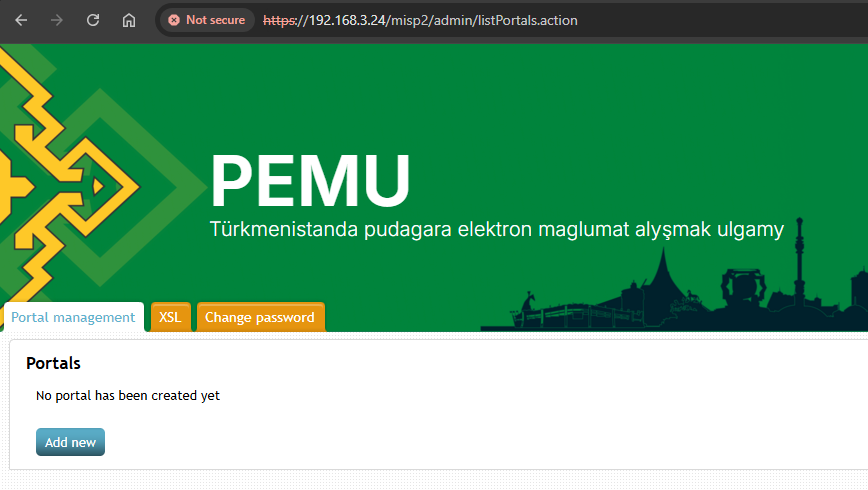 Not secure https://192.168.3.24/misp2/admin/listPortals.action
PEMU
Türkmenistanda pudagara elektron maglumat alyşmak ulgamy
Portal management XSL Change password
Portals
No portal has been created yet
Add new